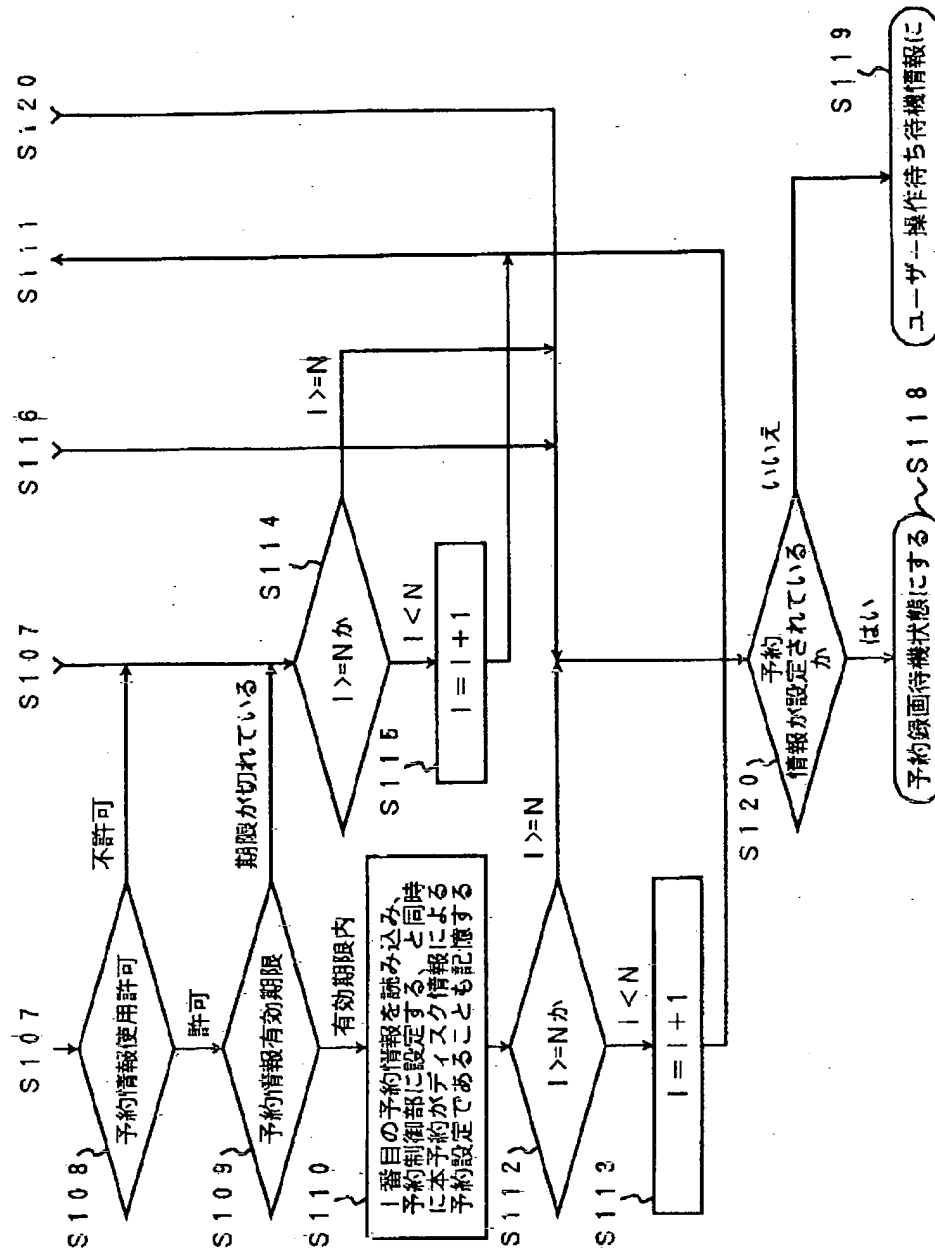 S107
S107
S116
S111
S120
S108
予約情報使用許可
不許可
許可
S109
予約情報有効期限
期限が切れている
有効期限内
S110
I番目の予約情報を読み込み、
予約制御部に設定する、と同時
に本予約がディスク情報による
予約設定であることも記憶する
S114
I>=Nか
I>=N
I<N
S115
I=I+1
S112
I>=Nか
I>=N
I<N
S113
I=I+1
S120
予約
情報が設定されている
か
いいえ
はい
予約録画待機状態にする
S118
S119
ユーザー操作待ち待機情報に